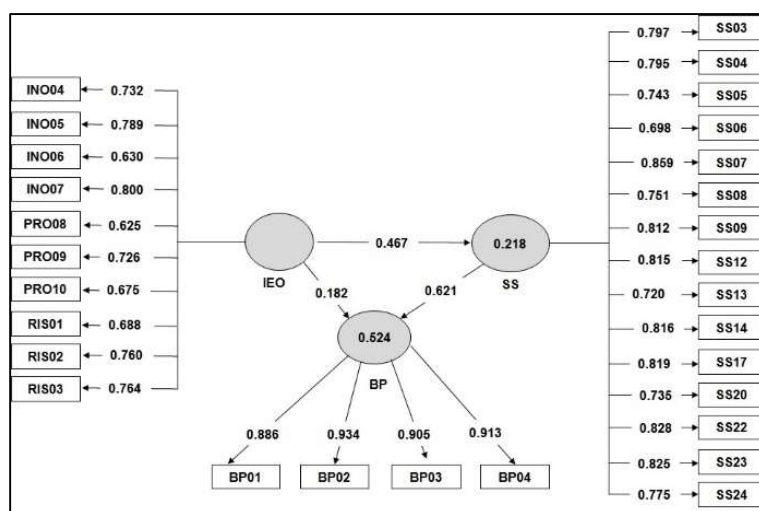 INO04 0.732
INO05 0.789
INO06 0.630
INO07 0.800
PRO08 0.625
PRO09 0.726
PRO10 0.675
RIS01 0.688
RIS02 0.760
RIS03 0.764
IEO
0.467
0.218
SS
0.182
0.621
0.524
BP
0.886
0.934
0.905
0.913
BP01
BP02
BP03
BP04
0.797 SS03
0.795 SS04
0.743 SS05
0.698 SS06
0.859 SS07
0.751 SS08
0.812 SS09
0.815 SS12
0.720 SS13
0.816 SS14
0.819 SS17
0.735 SS20
0.828 SS22
0.825 SS23
0.775 SS24